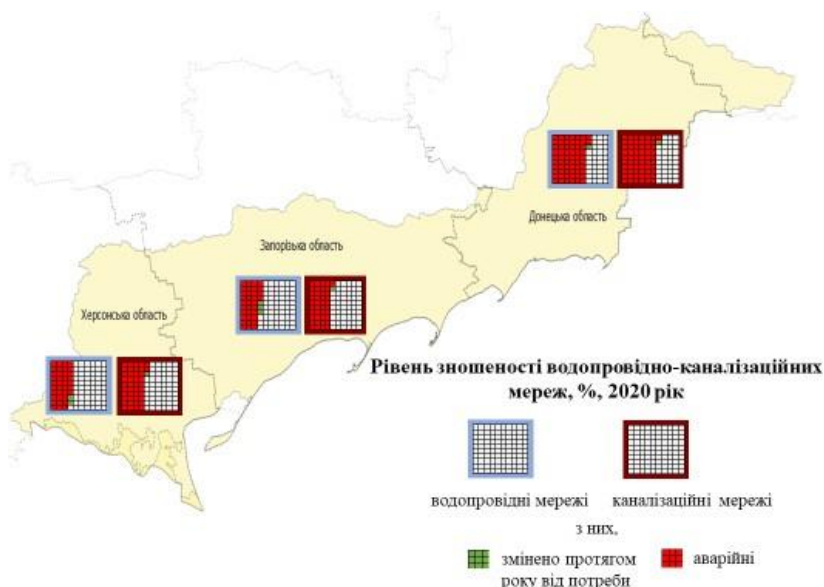 Донецька область
Запорізька область
Херсонська область
Рівень зношеності водопровідно-каналізаційних
мереж, %, 2020 рік
водопровідні мережі каналізаційні мережі
з них,
змінено протягом
року від потреби
аварійні